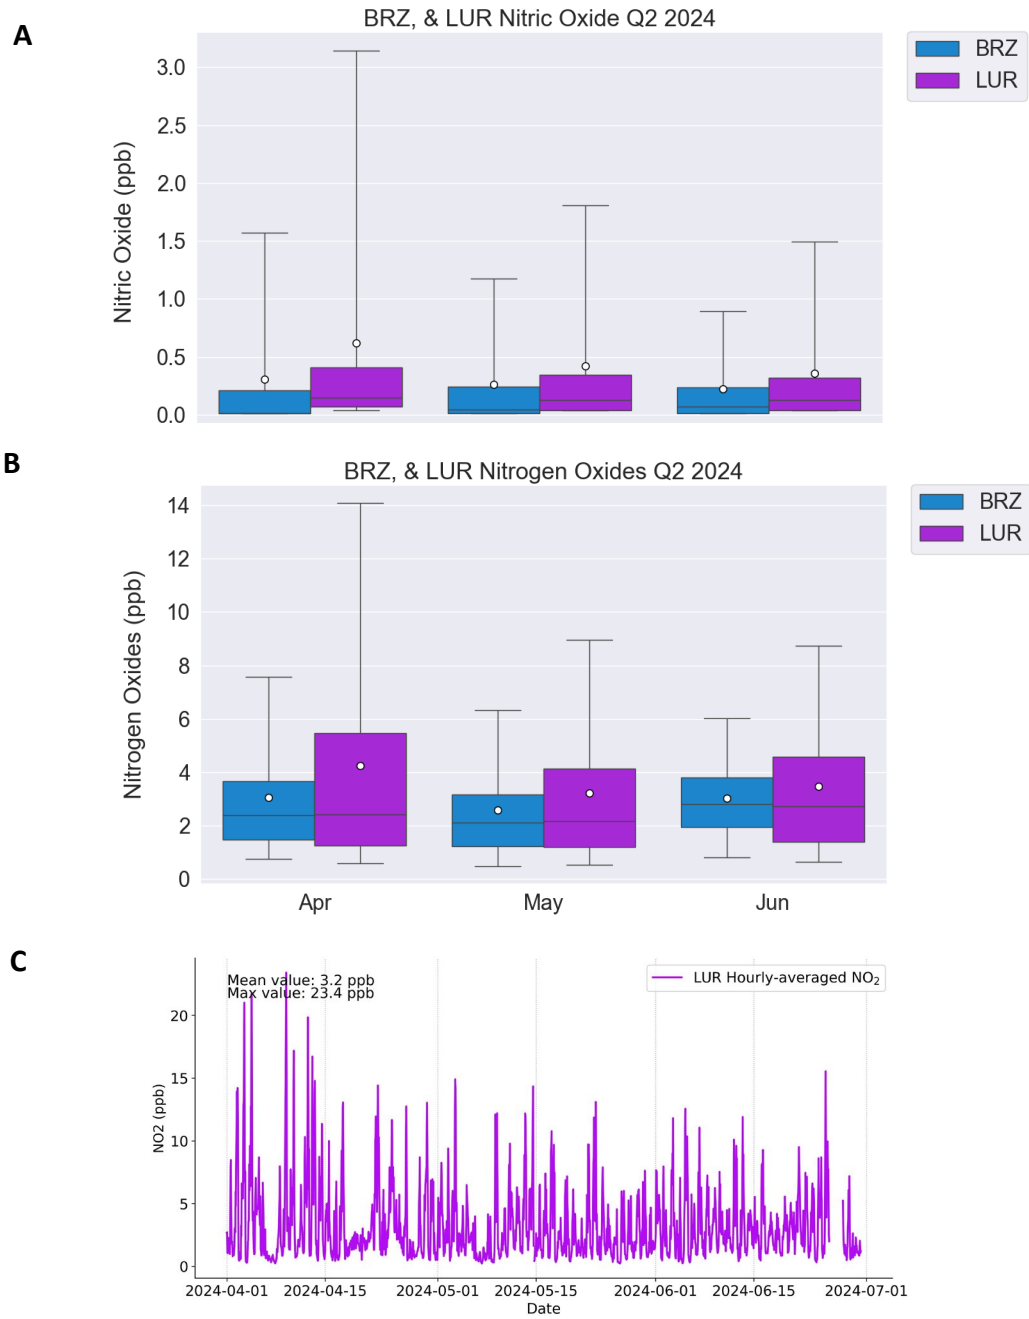 A
BRZ, & LUR Nitric Oxide Q2 2024
BRZ
LUR
Nitric Oxide (ppb)
3.0
2.5
2.0
1.5
1.0
0.5
0.0
B
BRZ, & LUR Nitrogen Oxides Q2 2024
BRZ
LUR
Nitrogen Oxides (ppb)
14
12
10
8
6
4
2
0
Apr May Jun
C
Mean value: 3.2 ppb
Max value: 23.4 ppb
LUR Hourly-averaged NO₂
NO2 (ppb)
20
15
10
5
0
2024-04-01 2024-04-15 2024-05-01 2024-05-15 2024-06-01 2024-06-15 2024-07-01
Date